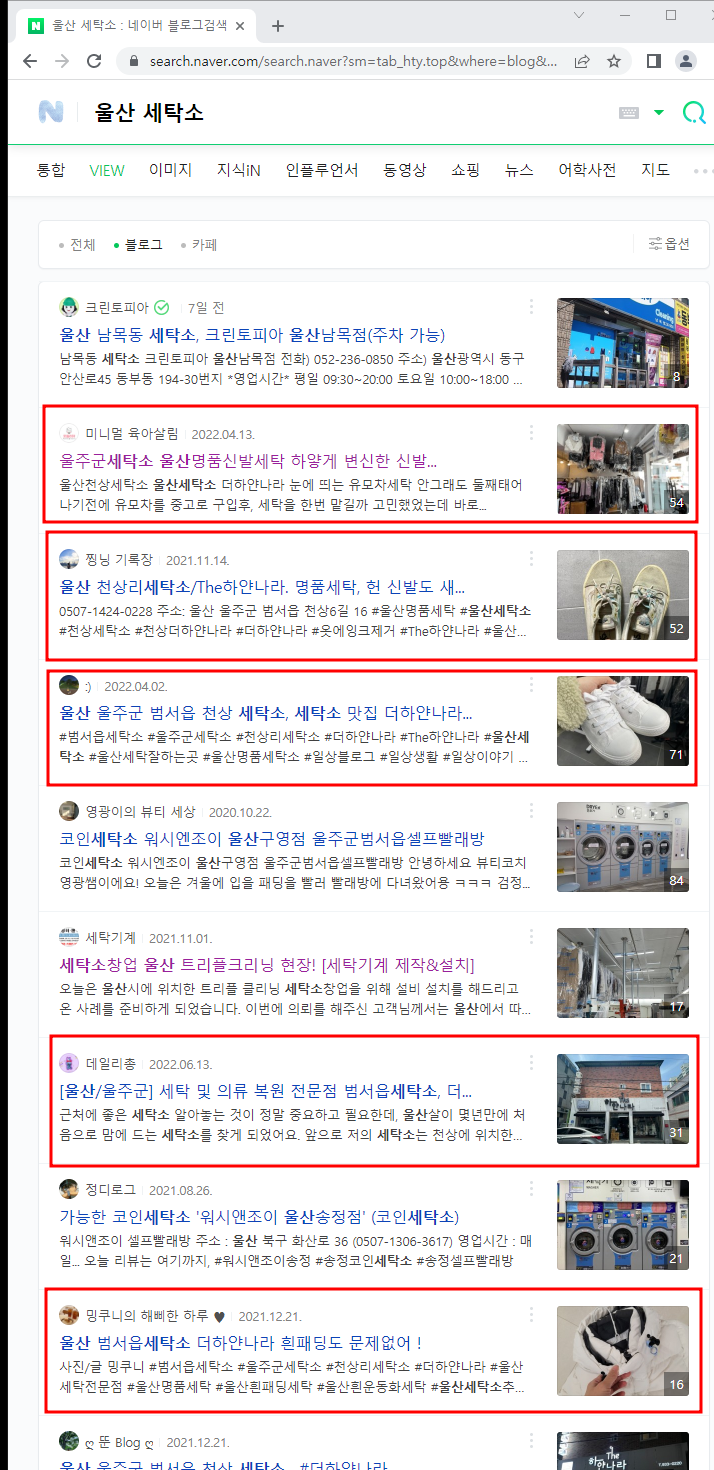 울산 세탁소 : 네이버 블로그검색
search.naver.com/search.naver?sm=tab_hty.top&where=blog&...
울산 세탁소
통합 VIEW 이미지 지식iN 인플루언서 동영상 쇼핑 뉴스 어학사전 지도
전체 블로그 카페 옵션
크린토피아 7일 전
울산 남목동 세탁소, 크린토피아 울산남목점(주차 가능)
남목동 세탁소 크린토피아 울산남목점 전화) 052-236-0850 주소) 울산광역시 동구
안산로45 동부동 194-30번지 *영업시간* 평일 09:30~20:00 토요일 10:00~18:00 ...
8
미니멀 육아살림 2022.04.13.
울주군세탁소 울산명품신발세탁 하얗게 변신한 신발...
울산천상세탁소 울산세탁소 더하얀나라 눈에 띄는 유모차세탁 안그래도 둘째태어
나기전에 유모차를 중고로 구입후, 세탁을 한번 맡길까 고민했었는데 바로...
54
찡닝 기록장 2021.11.14.
울산 천상리세탁소/The하얀나라. 명품세탁, 헌 신발도 새...
0507-1424-0228 주소: 울산 울주군 범서읍 천상6길 16 #울산명품세탁 #울산세탁소
#천상세탁소 #천상더하얀나라 #더하얀나라 #옷에잉크제거 #The하얀나라 #울산...
52
:) 2022.04.02.
울산 울주군 범서읍 천상 세탁소, 세탁소 맛집 더하얀나라...
#범서읍세탁소 #울주군세탁소 #천상리세탁소 #더하얀나라 #The하얀나라 #울산세
탁소 #울산세탁잘하는곳 #울산명품세탁소 #일상블로그 #일상생활 #일상이야기 ...
71
영광이의 뷰티 세상 2020.10.22.
코인세탁소 워시엔조이 울산구영점 울주군범서읍셀프빨래방
코인세탁소 워시엔조이 울산구영점 울주군범서읍셀프빨래방 안녕하세요 뷰티코치
영광쌤이에요! 오늘은 겨울에 입을 패딩을 빨러 빨래방에 다녀왔어용 ㅋㅋㅋ 검정...
84
세탁기계 2021.11.01.
세탁소창업 울산 트리플크리닝 현장! [세탁기계 제작&설치]
오늘은 울산시에 위치한 트리플 클리닝 세탁소창업을 위해 설비 설치를 해드리고
온 사례를 준비하게 되었습니다. 이번에 의뢰를 해주신 고객님께서는 울산에서 따...
17
데일리총 2022.06.13.
[울산/울주군] 세탁 및 의류 복원 전문점 범서읍세탁소, 더...
근처에 좋은 세탁소 알아놓는 것이 정말 중요하고 필요한데, 울산살이 몇년만에 처
음으로 맘에 드는 세탁소를 찾게 되었어요. 앞으로 저의 세탁소는 천상에 위치한...
The
하얀나라
31
정디로그 2021.08.26.
가능한 코인세탁소 '워시앤조이 울산송정점' (코인세탁소)
워시앤조이 셀프빨래방 주소 : 울산 북구 화산로 36 (0507-1306-3617) 영업시간 : 매
일... 오늘 리뷰는 여기까지, #워시앤조이송정 #송정코인세탁소 #송정셀프빨래방
21
밍쿠니의 해삐한 하루 ♥ 2021.12.21.
울산 범서읍세탁소 더하얀나라 흰패딩도 문제없어 !
사진/글 밍쿠니 #범서읍세탁소 #울주군세탁소 #천상리세탁소 #더하얀나라 #울산
세탁전문점 #울산명품세탁 #울산흰패딩세탁 #울산흰운동화세탁 #울산세탁소추...
16
ღ 뚠 Blog ღ 2021.12.21.
울산 울주군 범서읍 천상 세탁소, #더하얀나라
The
하얀나라